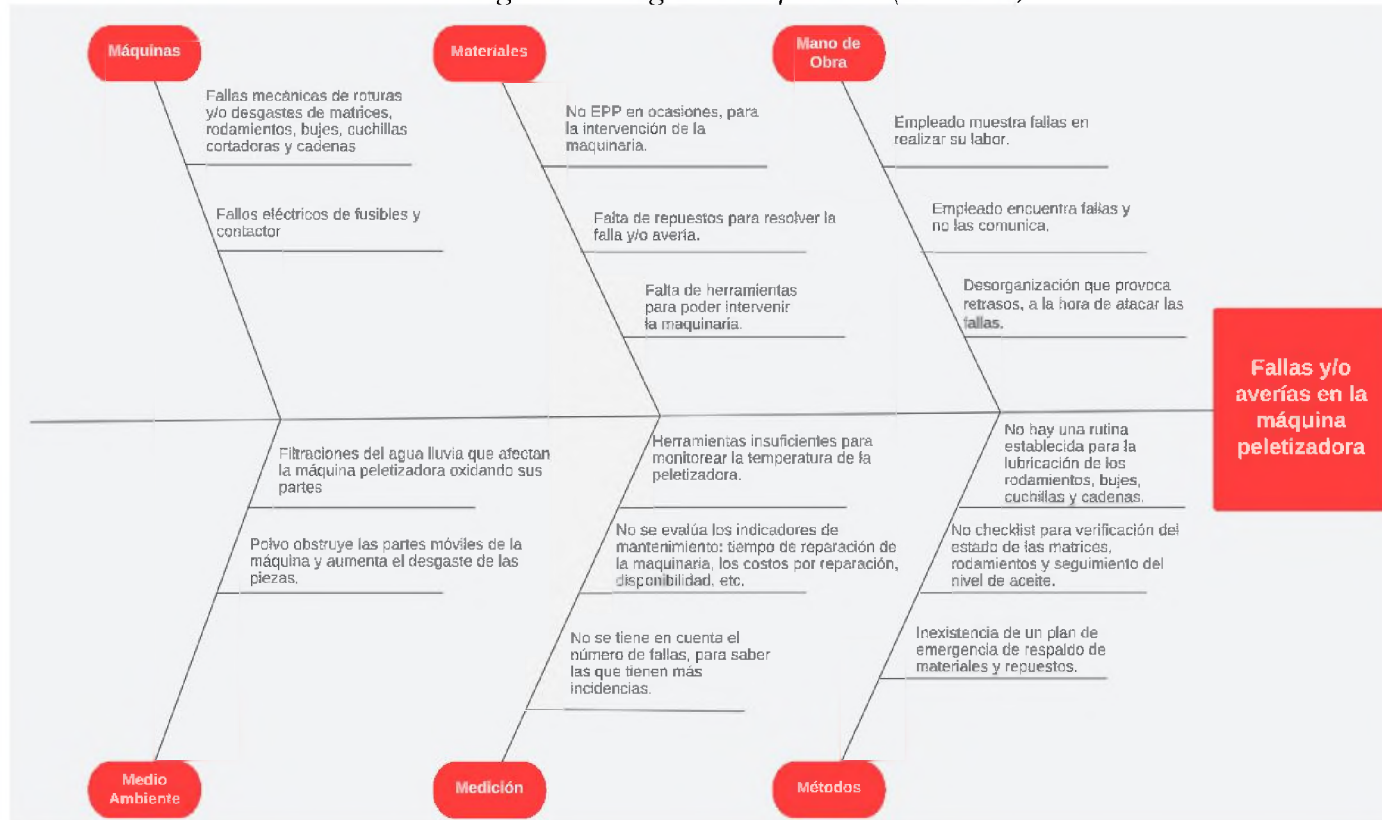 Máquinas
Fallas mecánicas de roturas
y/o desgastes de matrices,
rodamientos, bujes, cuchillas
cortadoras y cadenas
Fallos eléctricos de fusibles y
contactor
Materiales
No EPP en ocasiones, para
la intervención de la
maquinaria.
Falta de repuestos para resolver la
falla y/o avería.
Falta de herramientas
para poder intervenir
la maquinaria.
Mano de
Obra
Empleado muestra fallas en
realizar su labor.
Empleado encuentra fallas y
no las comunica.
Desorganización que provoca
retrasos, a la hora de atacar las
fallas.
Fallas y/o
averías en la
máquina
peletizadora
Filtraciones del agua lluvia que afectan
la máquina peletizadora oxidando sus
partes
Polvo obstruye las partes móviles de la
máquina y aumenta el desgaste de las
piezas.
Medio
Ambiente
Herramientas insuficientes para
monitorear la temperatura de la
peletizadora.
No se evalúa los indicadores de
mantenimiento: tiempo de reparación de
la maquinaria, los costos por reparación,
disponibilidad, etc.
No se tiene en cuenta el
número de fallas, para saber
las que tienen más
incidencias.
Medición
No hay una rutina
establecida para la
lubricación de los
rodamientos, bujes,
cuchillas y cadenas.
No checklist para verificación del
estado de las matrices,
rodamientos y seguimiento del
nivel de aceite.
Inexistencia de un plan de
emergencia de respaldo de
materiales y repuestos.
Métodos